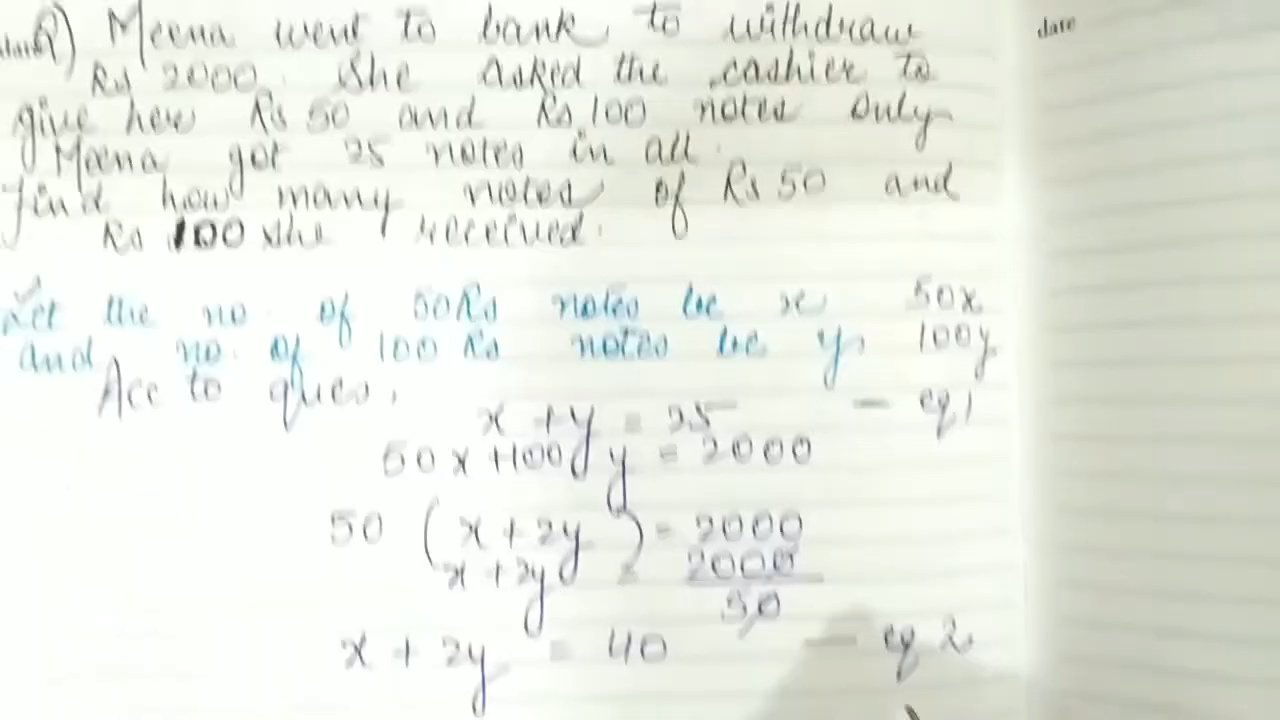 date
Q) Meena went to bank to withdraw
Rs 2000. She asked the cashier to
give her Rs 50 and Rs 100 notes only
Meena got 25 notes in all.
Find how many notes of Rs 50 and
Rs 100 she received.
Let the no. of 50 Rs notes be x 50x
and no. of 100 Rs notes be y. 100y
Acc to ques,
x + y = 25 — eq 1
50x + 100y = 2000
50 (x + 2y) = 2000
x + 2y = 2000
50
x + 2y = 40 — eq 2
date